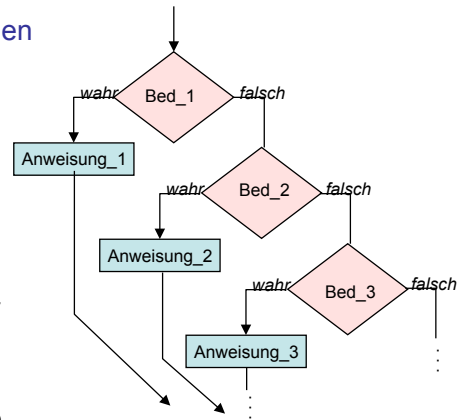 en
Bed_1
wahr
falsch
Anweisung_1
Bed_2
wahr
falsch
Anweisung_2
Bed_3
wahr
falsch
Anweisung_3